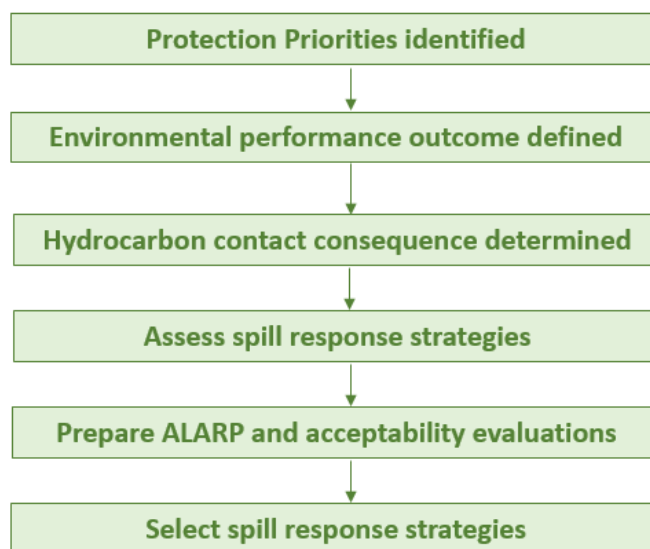 Protection Priorities identified
Environmental performance outcome defined
Hydrocarbon contact consequence determined
Assess spill response strategies
Prepare ALARP and acceptability evaluations
Select spill response strategies